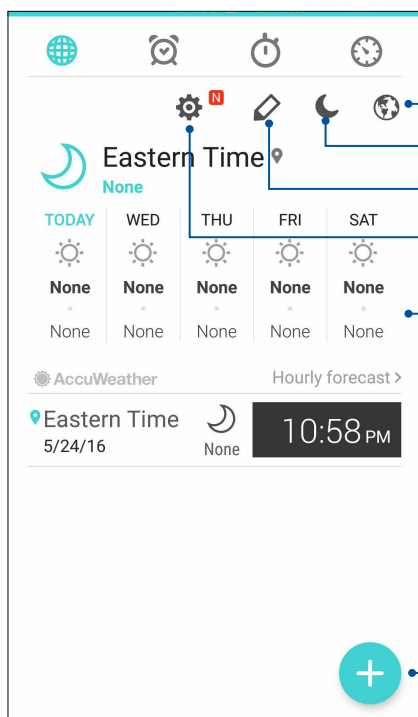 N
Eastern Time
None
TODAY WED THU FRI SAT
None None None None None
None None None None None
AccuWeather Hourly forecast >
Eastern Time
5/24/16
None
10:58 PM